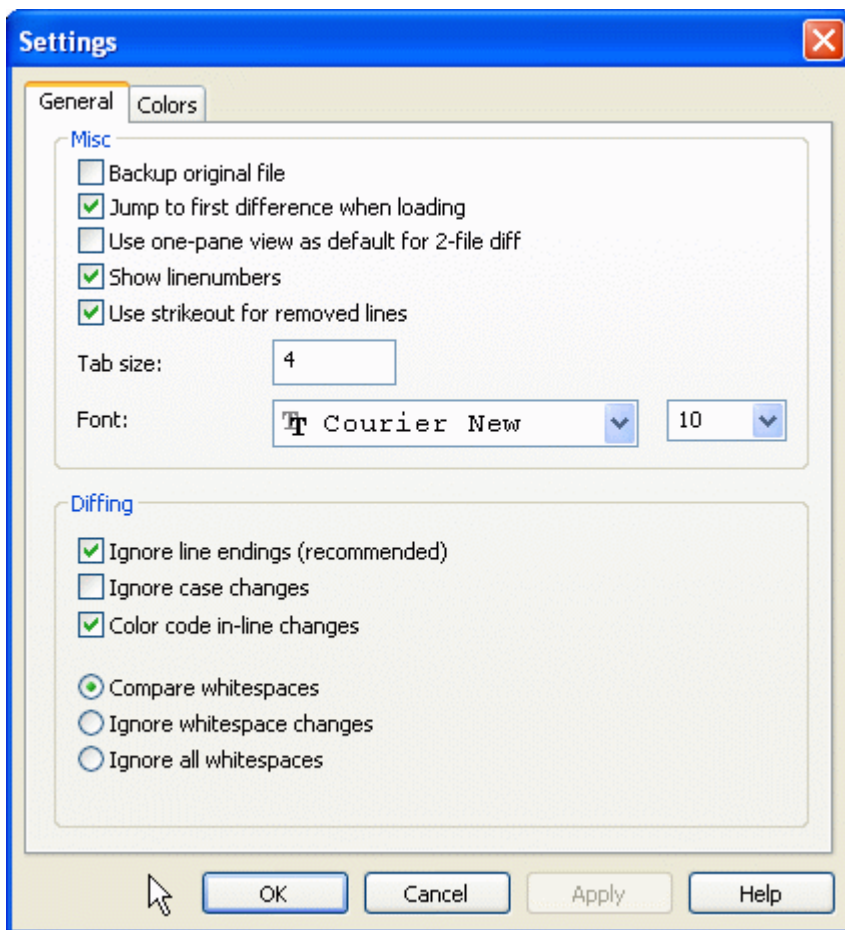 Settings
General Colors
Misc
Backup original file
Jump to first difference when loading
Use one-pane view as default for 2-file diff
Show linenumbers
Use strikeout for removed lines
Tab size: 4
Font: Courier New 10
Diffing
Ignore line endings (recommended)
Ignore case changes
Color code in-line changes
Compare whitespaces
Ignore whitespace changes
Ignore all whitespaces
OK Cancel Apply Help